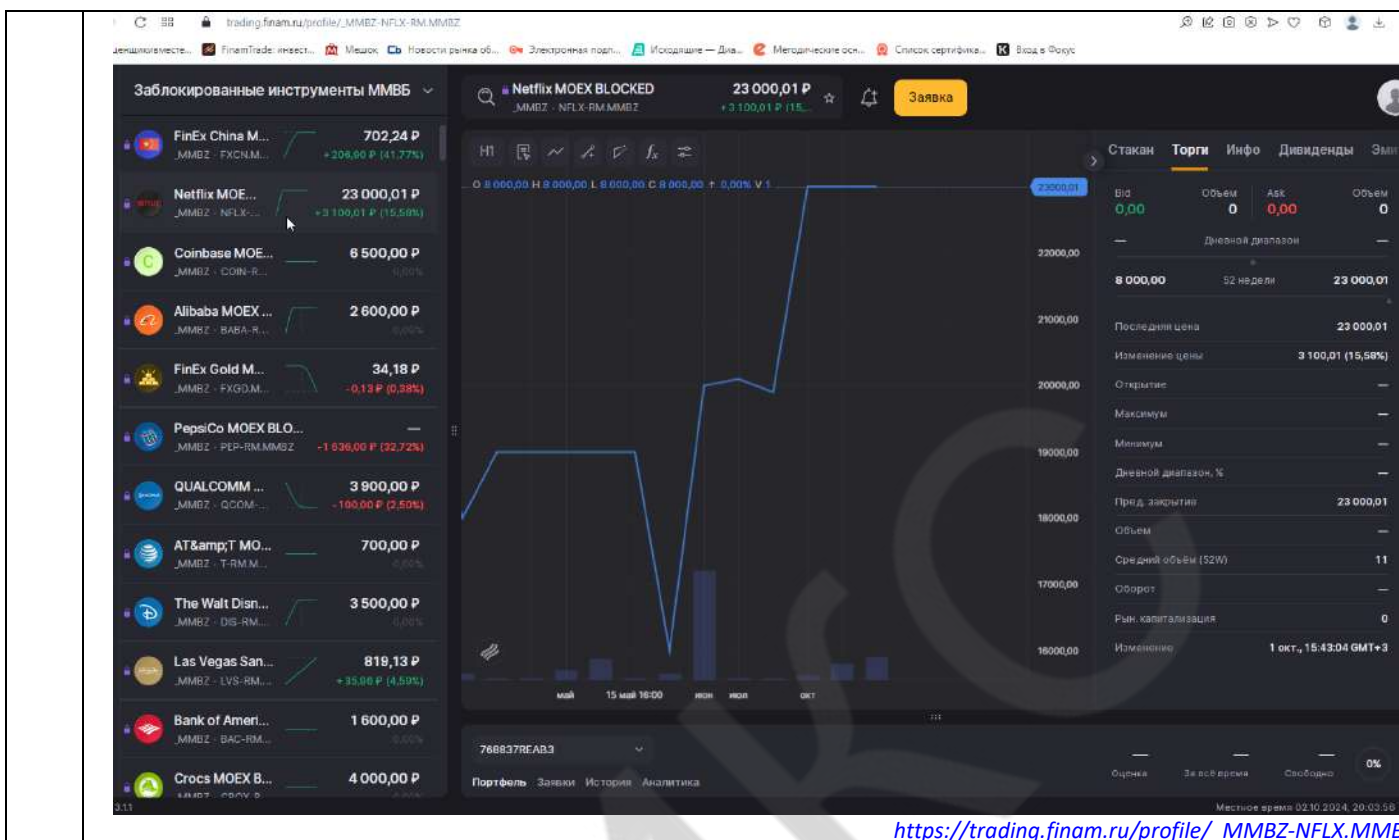 trading.finam.ru/profile/_MMBZ-NFLX-RM.MMBZ
FinamTrade: инвест...
Мешок
Новости рынка об...
Электронная подп...
Исходящие — Диа...
Методические осн...
Список сертифика...
Вход в Фокус
Заблокированные инструменты ММВБ
FinEx China M...
702,24 ₽
_MMBZ · FXCN.M...
+206,90 ₽ (41,77%)
Netflix MOE...
23 000,01 ₽
_MMBZ · NFLX-...
+3 100,01 ₽ (15,58%)
Coinbase MOE...
6 500,00 ₽
_MMBZ · COIN-R...
0,00%
Alibaba MOEX ...
2 600,00 ₽
_MMBZ · BABA-R...
0,00%
FinEx Gold M...
34,18 ₽
_MMBZ · FXGD.M...
-0,13 ₽ (0,38%)
PepsiCo MOEX BLO...
—
_MMBZ · PEP-RM.MMBZ
-1 636,00 ₽ (32,72%)
QUALCOMM ...
3 900,00 ₽
_MMBZ · QCOM-...
-100,00 ₽ (2,50%)
AT&amp;T MO...
700,00 ₽
_MMBZ · T-RM.M...
0,00%
The Walt Disn...
3 500,00 ₽
_MMBZ · DIS-RM....
0,00%
Las Vegas San...
819,13 ₽
_MMBZ · LVS-RM....
+35,96 ₽ (4,59%)
Bank of Ameri...
1 600,00 ₽
_MMBZ · BAC-RM...
0,00%
Crocs MOEX B...
4 000,00 ₽
3.1.1
Netflix MOEX BLOCKED
23 000,01 ₽
_MMBZ · NFLX-RM.MMBZ
+3 100,01 ₽ (15,...
Заявка
H1
O 8 000,00 H 8 000,00 L 8 000,00 C 8 000,00 ↑ 0,00% V 1
23000,01
22000,00
21000,00
20000,00
19000,00
18000,00
17000,00
16000,00
май 15 май 16:00 июн июл окт
768837REAB3
Портфель Заявки История Аналитика
Стакан Торги Инфо Дивиденды Эми
Bid Объем Ask Объем
0,00 0 0,00 0
— Дневной диапазон —
8 000,00 52 недели 23 000,01
Последняя цена 23 000,01
Изменение цены 3 100,01 (15,58%)
Открытие —
Максимум —
Минимум —
Дневной диапазон, % —
Пред. закрытие 23 000,01
Объем —
Средний объём (52W) 11
Оборот —
Рын. капитализация 0
Изменение 1 окт., 15:43:04 GMT+3
— — —
Оценка За всё время Свободно
0%
Местное время 02.10.2024, 20:03:56
https://trading.finam.ru/profile/_MMBZ-NFLX.MMB